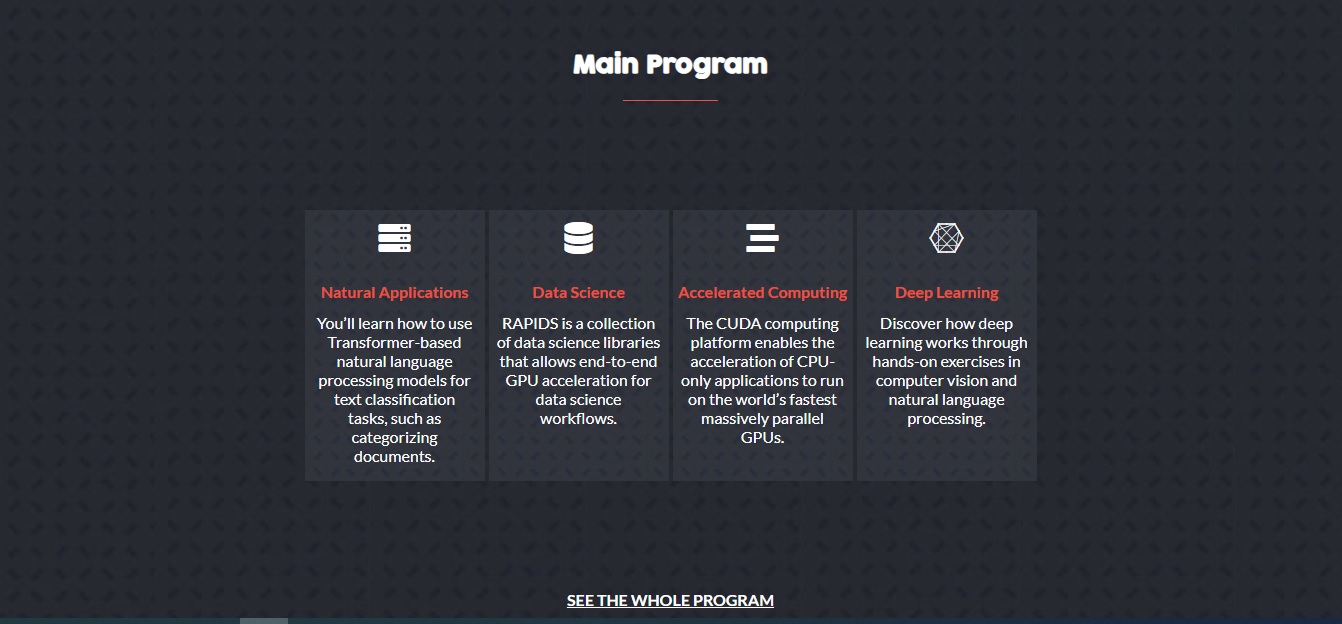 Main Program
Natural Applications
You’ll learn how to use
Transformer-based
natural language
processing models for
text classification
tasks, such as
categorizing
documents.
Data Science
RAPIDS is a collection
of data science libraries
that allows end-to-end
GPU acceleration for
data science
workflows.
Accelerated Computing
The CUDA computing
platform enables the
acceleration of CPU-
only applications to run
on the world’s fastest
massively parallel
GPUs.
Deep Learning
Discover how deep
learning works through
hands-on exercises in
computer vision and
natural language
processing.
SEE THE WHOLE PROGRAM